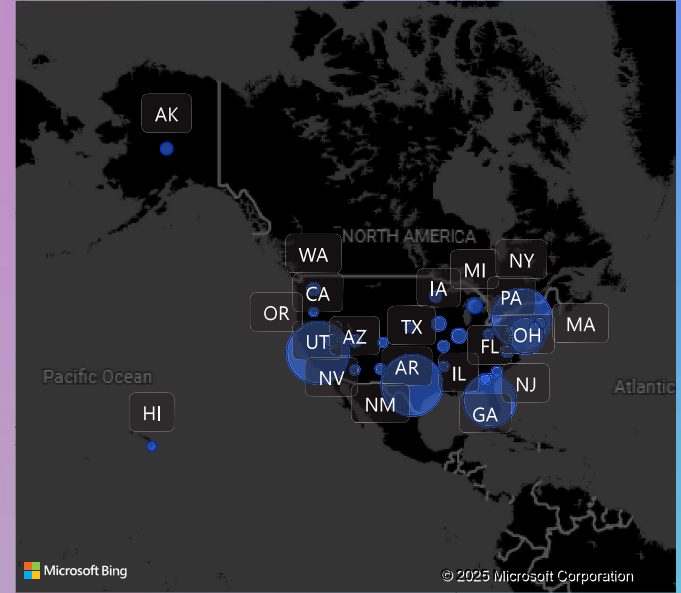 AK
NORTH AMERICA
WA
NY
MI
CA
IA
PA
OR
TX
MA
AZ
OH
UT
FL
AR
IL
NV
NJ
Pacific Ocean
Atlantic
NM
HI
GA
Microsoft Bing
© 2025 Microsoft Corporation